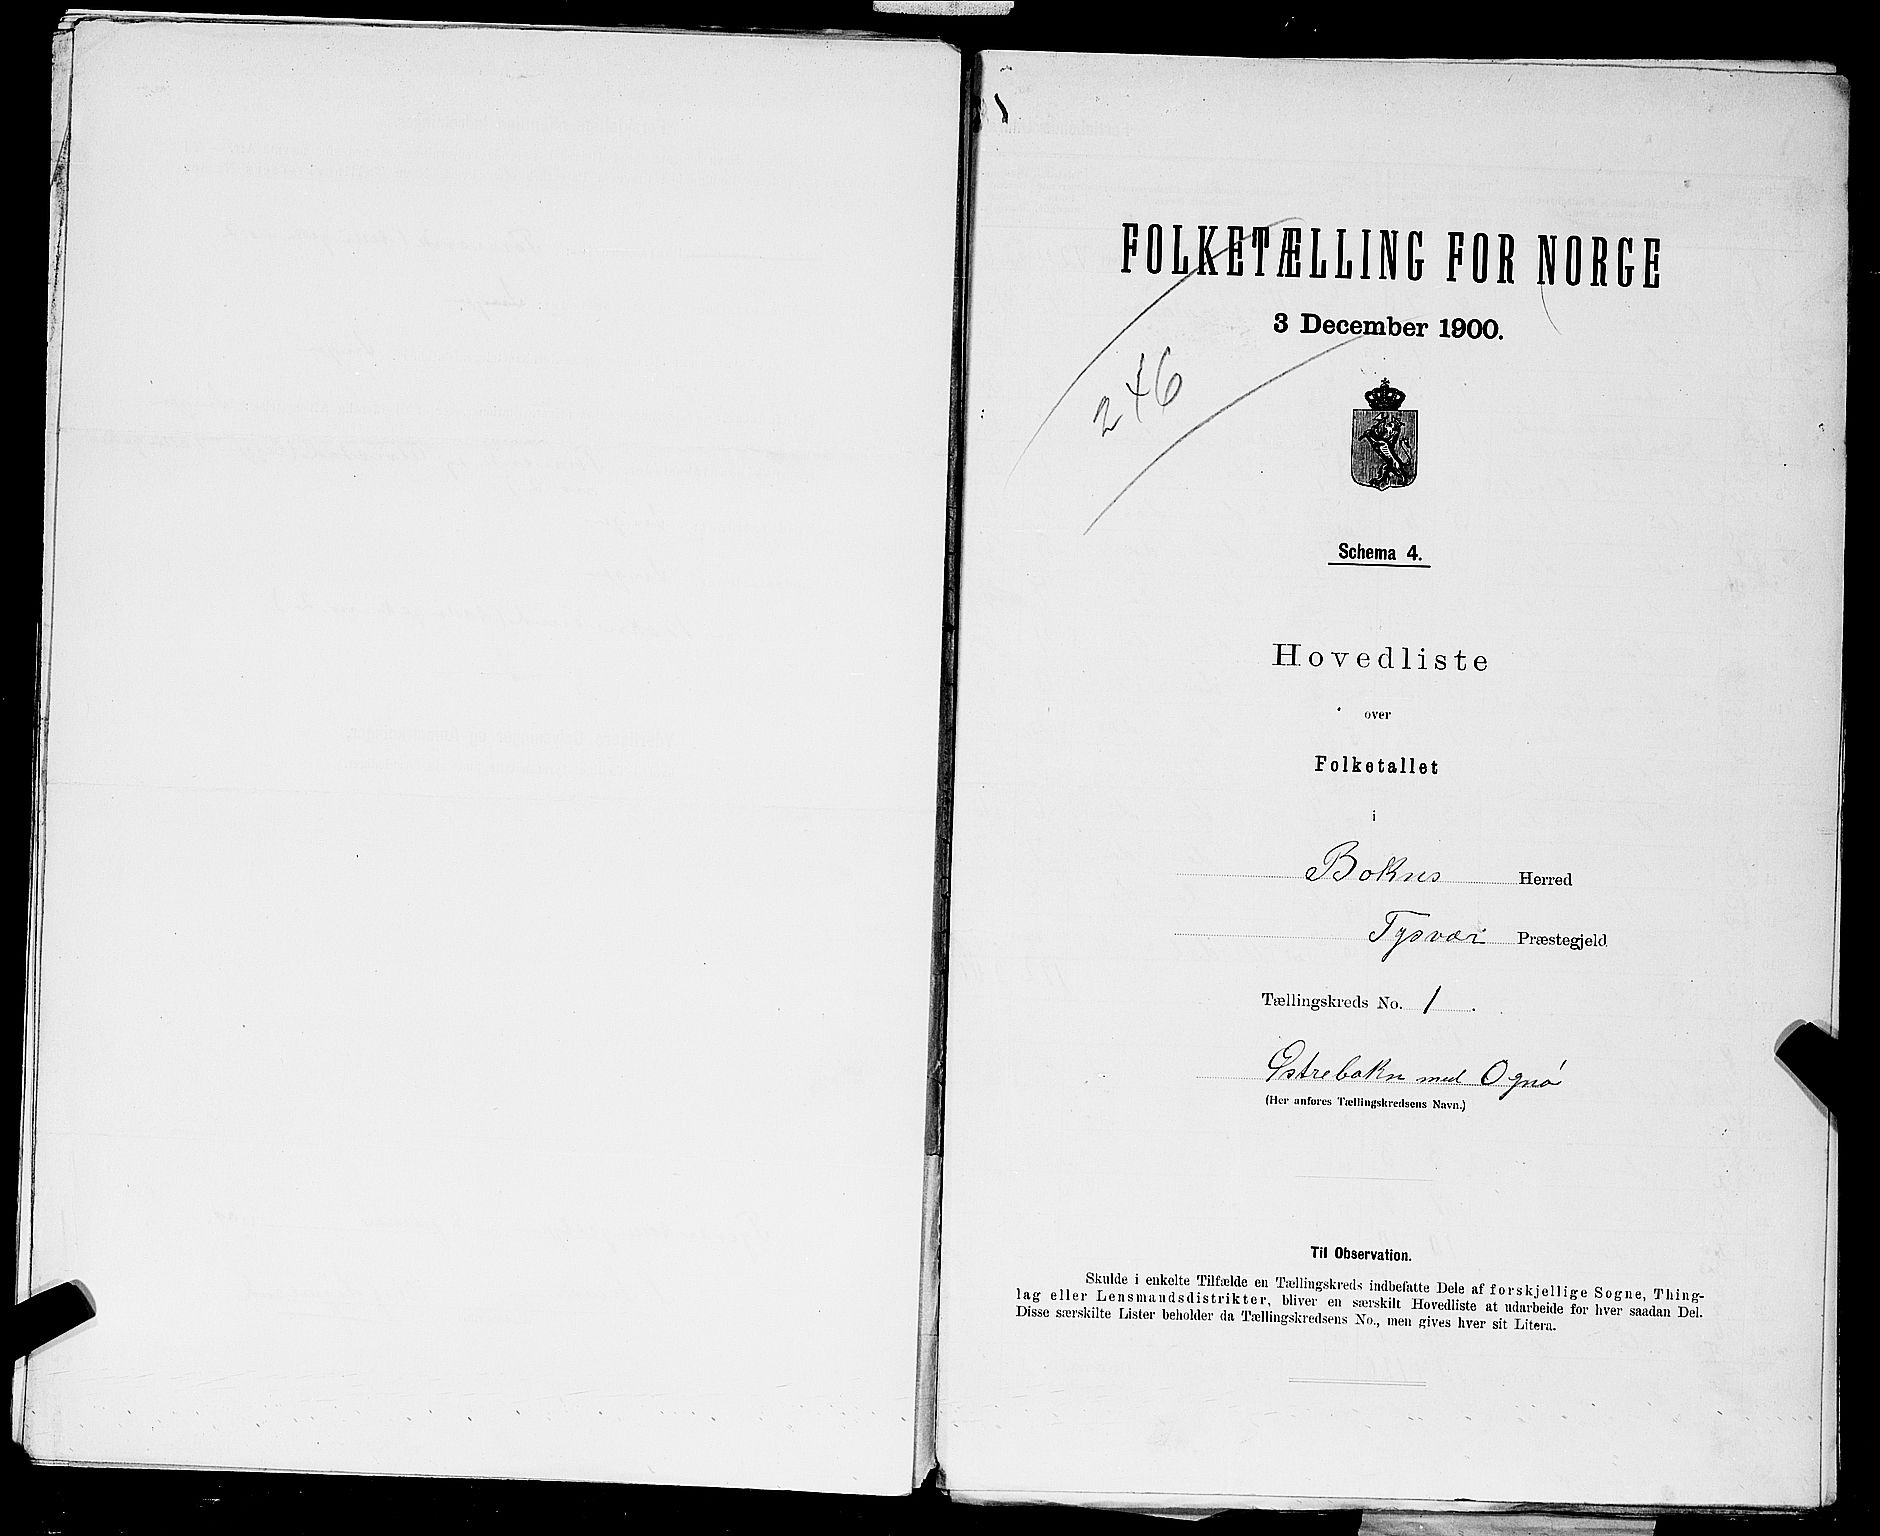 FOLKETÆLLING FOR NORGE
3 December 1900.
246
Schema 4.
Hovedliste
over
Folketallet
i
Bokns Herred
Tysvær Præstegjeld
Tællingskreds No. 1.
Østrebokn med Ognø
(Her anføres Tællingskredsens Navn.)
Til Observation.
Skulde i enkelte Tilfælde en Tællingskreds indbefatte Dele af forskjellige Sogne, Thing-
lag eller Lensmandsdistrikter, bliver en særskilt Hovedliste at udarbeide for hver saadan Del.
Disse særskilte Lister beholder da Tællingskredsens No., men gives hver sit Litera.